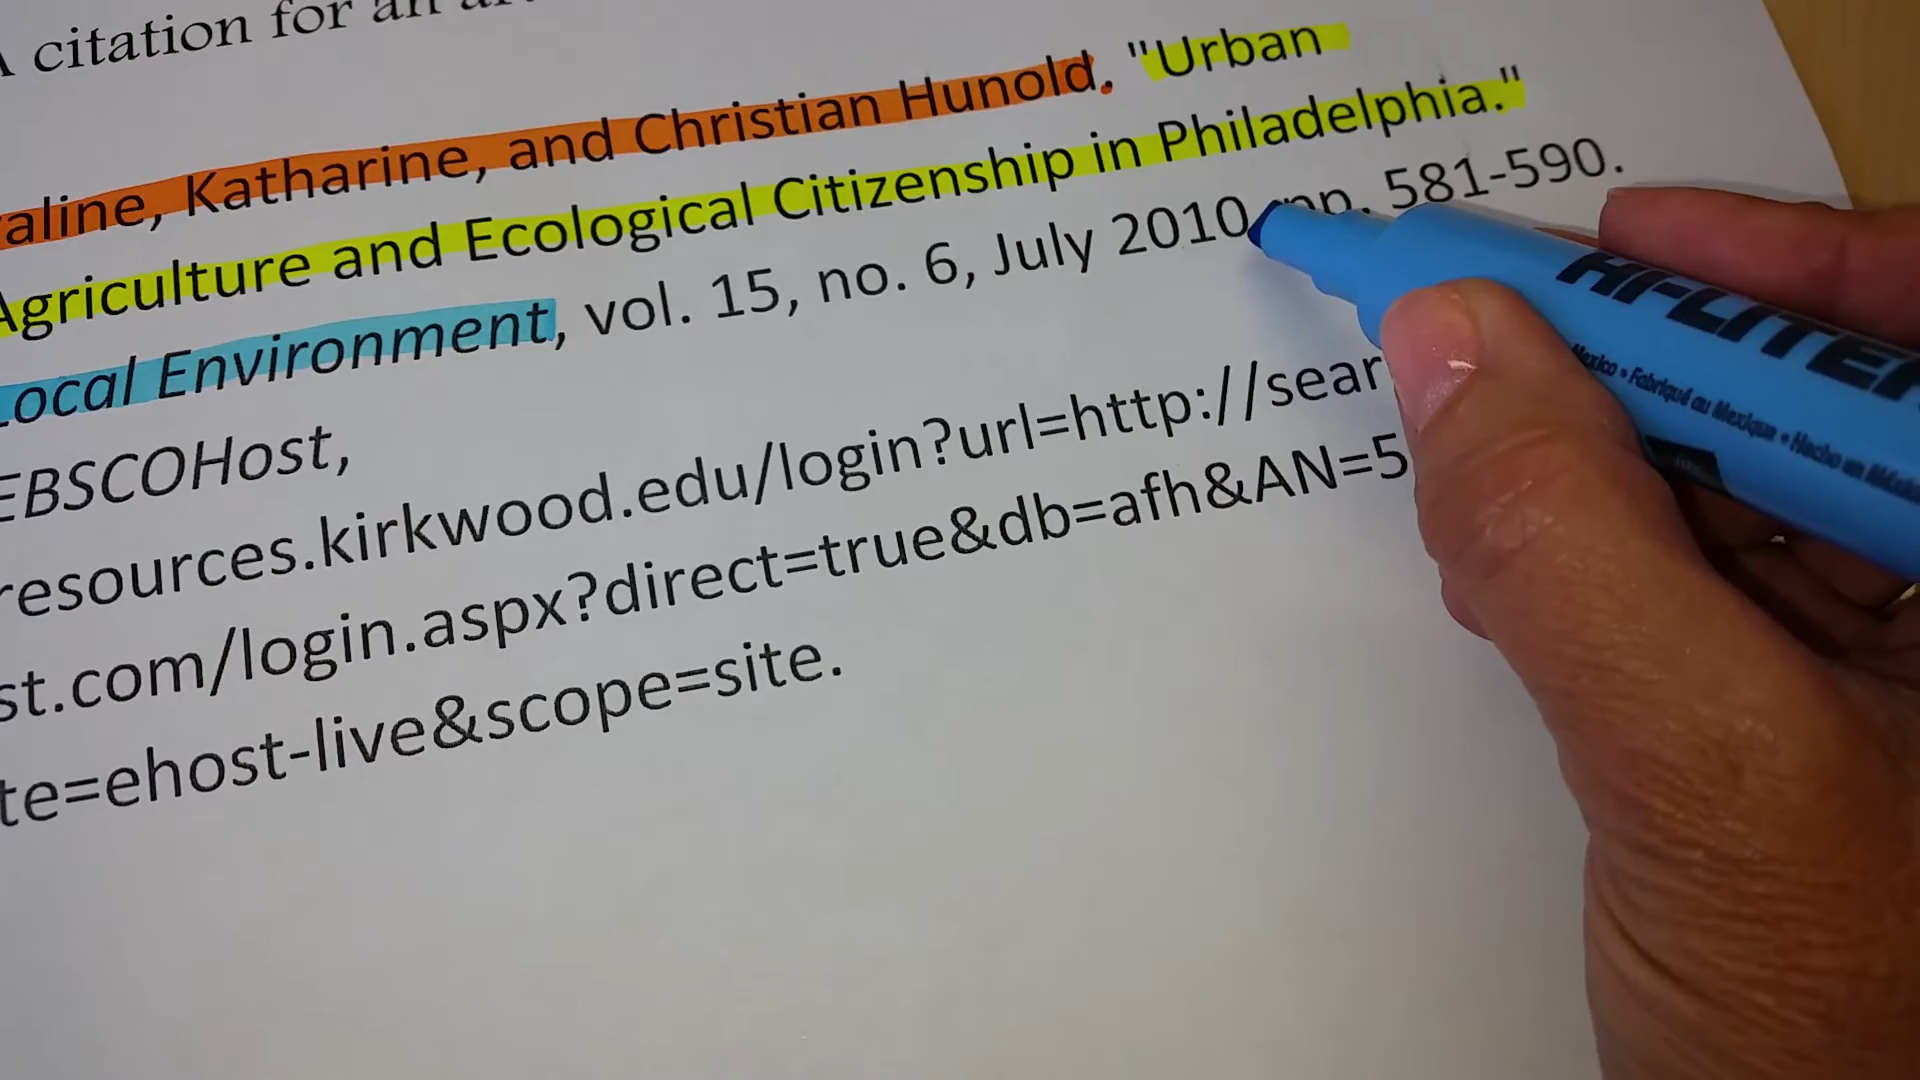 A citation for an
aline, Katharine, and Christian Hunold. "Urban
Agriculture and Ecological Citizenship in Philadelphia."
Local Environment, vol. 15, no. 6, July 2010, pp. 581-590.
EBSCOHost,
resources.kirkwood.edu/login?url=http://sear
st.com/login.aspx?direct=true&db=afh&AN=5
te=ehost-live&scope=site.
HI-LITER
Mexico • Fabriqué au Mexique • Hecho en México